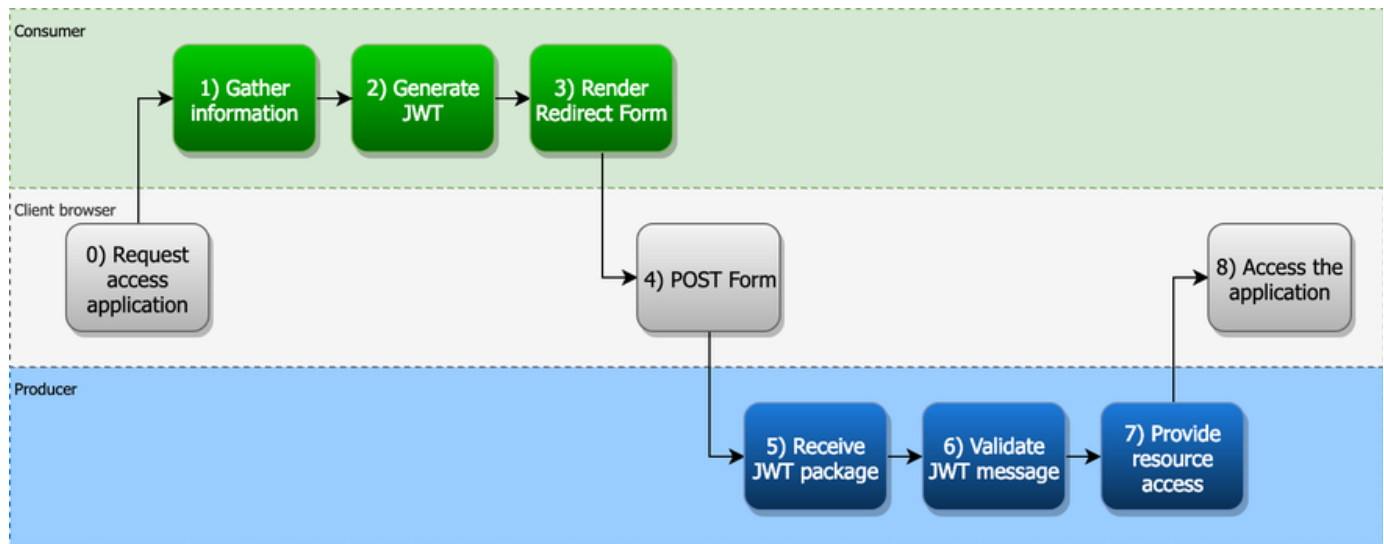 Consumer
1) Gather
information
2) Generate
JWT
3) Render
Redirect Form
Client browser
0) Request
access
application
4) POST Form
8) Access the
application
Producer
5) Receive
JWT package
6) Validate
JWT message
7) Provide
resource
access